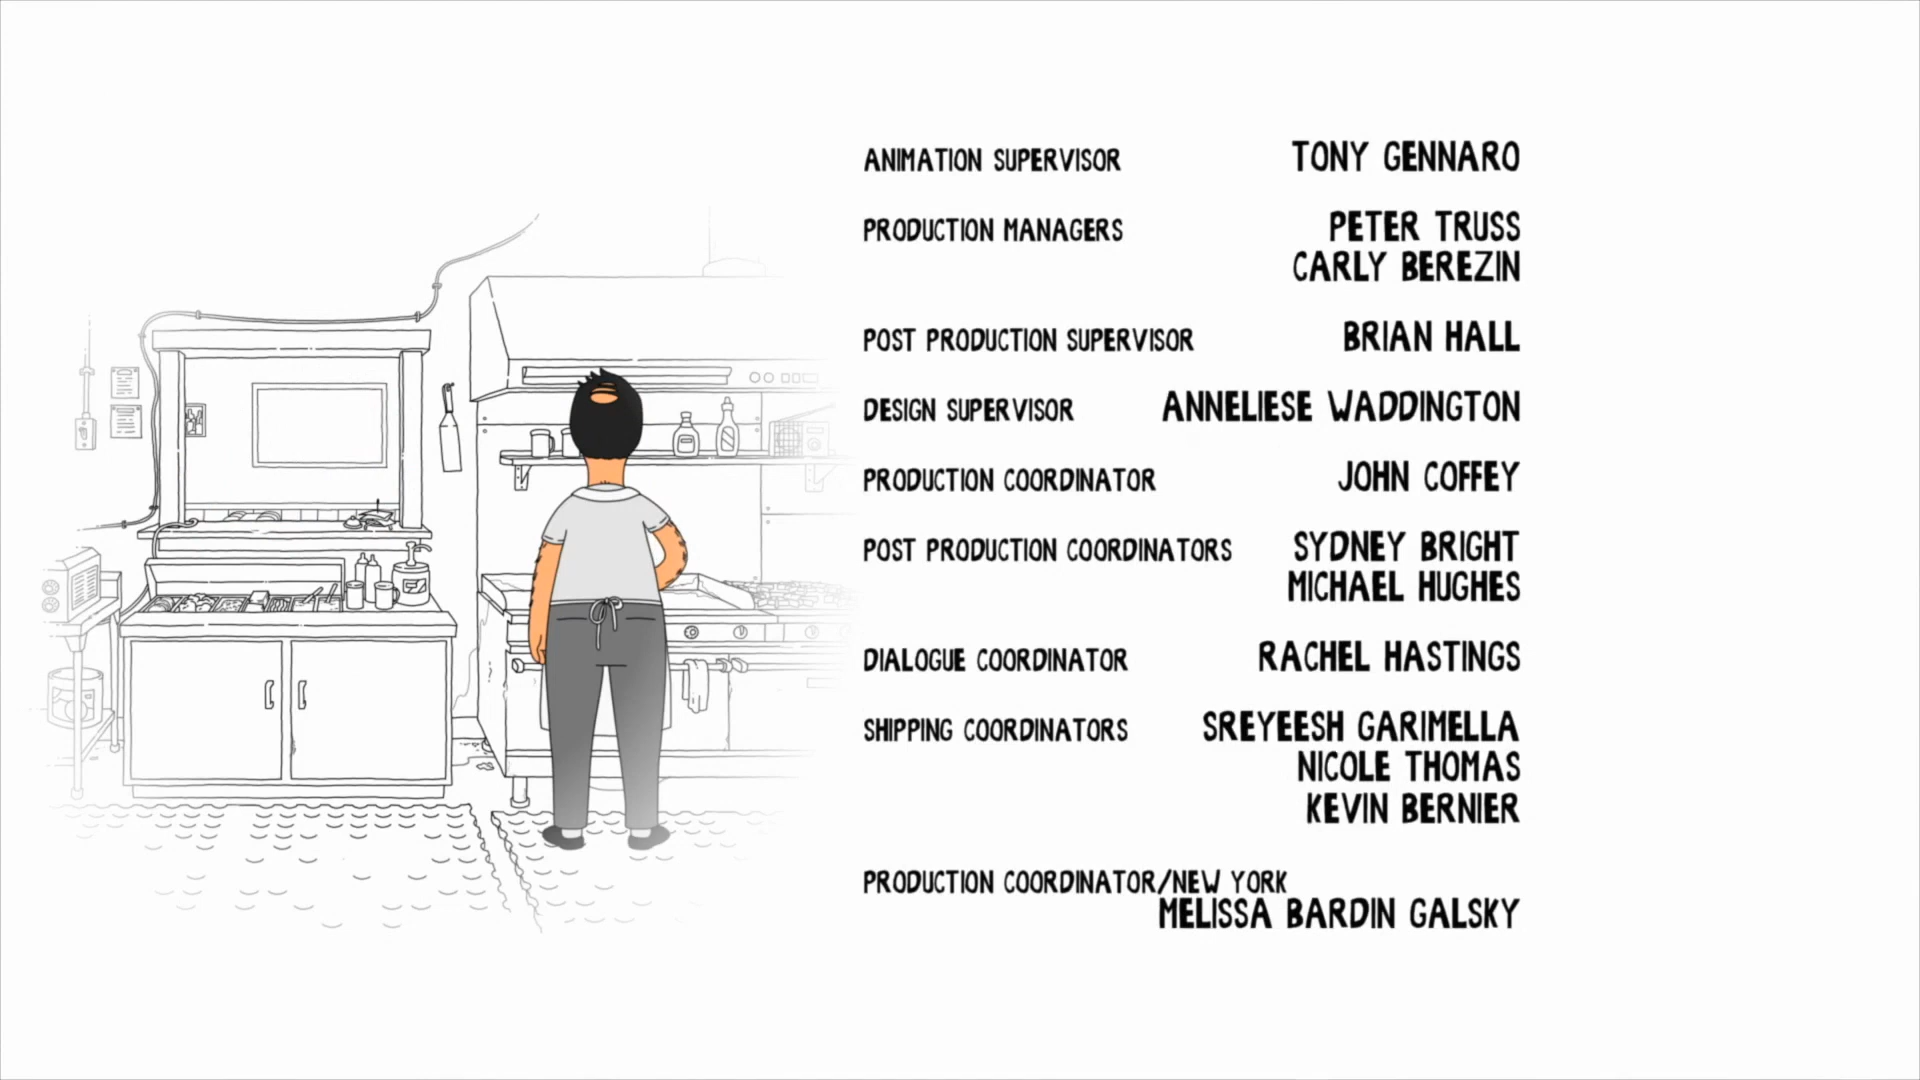 ANIMATION SUPERVISOR TONY GENNARO
PRODUCTION MANAGERS PETER TRUSS
CARLY BEREZIN
POST PRODUCTION SUPERVISOR BRIAN HALL
DESIGN SUPERVISOR ANNELIESE WADDINGTON
PRODUCTION COORDINATOR JOHN COFFEY
POST PRODUCTION COORDINATORS SYDNEY BRIGHT
MICHAEL HUGHES
DIALOGUE COORDINATOR RACHEL HASTINGS
SHIPPING COORDINATORS SREYEESH GARIMELLA
NICOLE THOMAS
KEVIN BERNIER
PRODUCTION COORDINATOR/NEW YORK
MELISSA BARDIN GALSKY